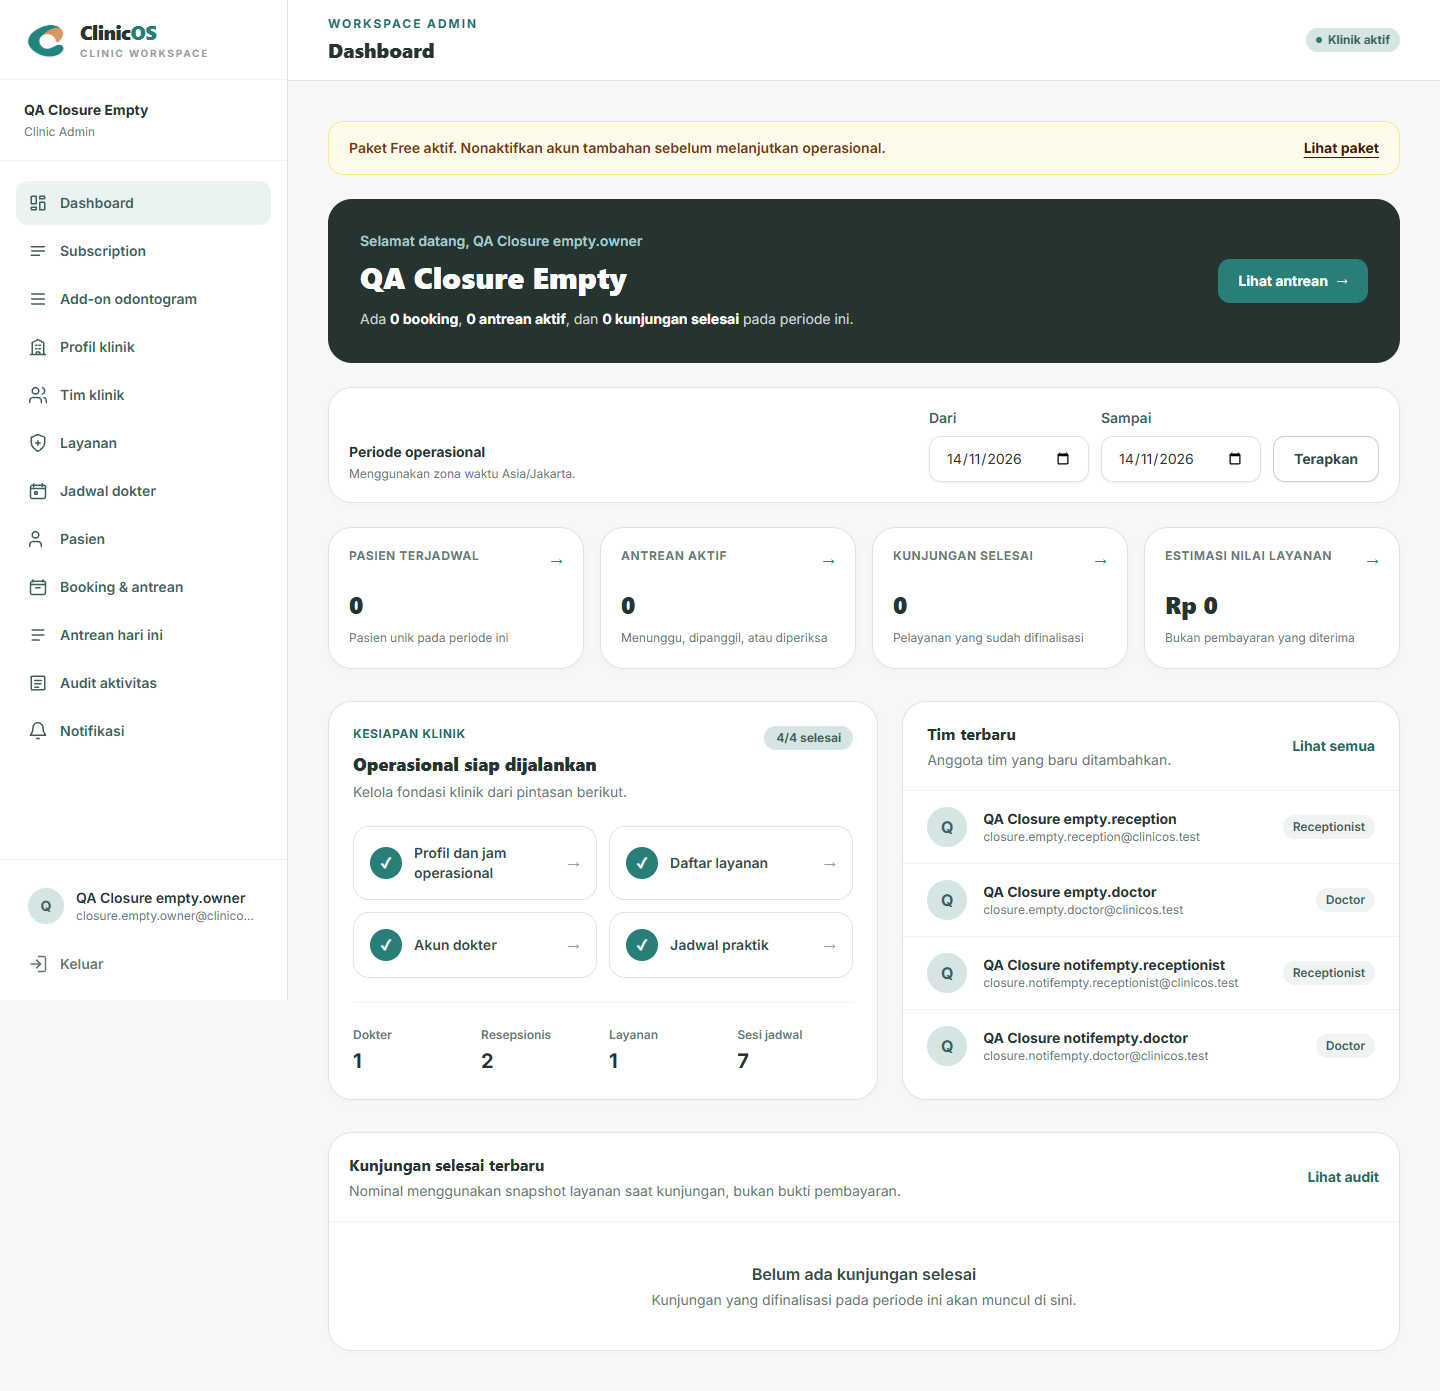 ClinicOS
CLINIC WORKSPACE
QA Closure Empty
Clinic Admin
Dashboard
Subscription
Add-on odontogram
Profil klinik
Tim klinik
Layanan
Jadwal dokter
Pasien
Booking & antrean
Antrean hari ini
Audit aktivitas
Notifikasi
Q
QA Closure empty.owner
closure.empty.owner@clinico...
Keluar
WORKSPACE ADMIN
Dashboard
Klinik aktif
Paket Free aktif. Nonaktifkan akun tambahan sebelum melanjutkan operasional.
Lihat paket
Selamat datang, QA Closure empty.owner
QA Closure Empty
Ada 0 booking, 0 antrean aktif, dan 0 kunjungan selesai pada periode ini.
Lihat antrean →
Periode operasional
Menggunakan zona waktu Asia/Jakarta.
Dari
14/11/2026
Sampai
14/11/2026
Terapkan
PASIEN TERJADWAL →
0
Pasien unik pada periode ini
ANTREAN AKTIF →
0
Menunggu, dipanggil, atau diperiksa
KUNJUNGAN SELESAI →
0
Pelayanan yang sudah difinalisasi
ESTIMASI NILAI LAYANAN →
Rp 0
Bukan pembayaran yang diterima
KESIAPAN KLINIK
4/4 selesai
Operasional siap dijalankan
Kelola fondasi klinik dari pintasan berikut.
✓ Profil dan jam
operasional →
✓ Daftar layanan →
✓ Akun dokter →
✓ Jadwal praktik →
Dokter
1
Resepsionis
2
Layanan
1
Sesi jadwal
7
Tim terbaru
Anggota tim yang baru ditambahkan.
Lihat semua
Q
QA Closure empty.reception
closure.empty.reception@clinicos.test
Receptionist
Q
QA Closure empty.doctor
closure.empty.doctor@clinicos.test
Doctor
Q
QA Closure notifempty.receptionist
closure.notifempty.receptionist@clinicos.test
Receptionist
Q
QA Closure notifempty.doctor
closure.notifempty.doctor@clinicos.test
Doctor
Kunjungan selesai terbaru
Nominal menggunakan snapshot layanan saat kunjungan, bukan bukti pembayaran.
Lihat audit
Belum ada kunjungan selesai
Kunjungan yang difinalisasi pada periode ini akan muncul di sini.